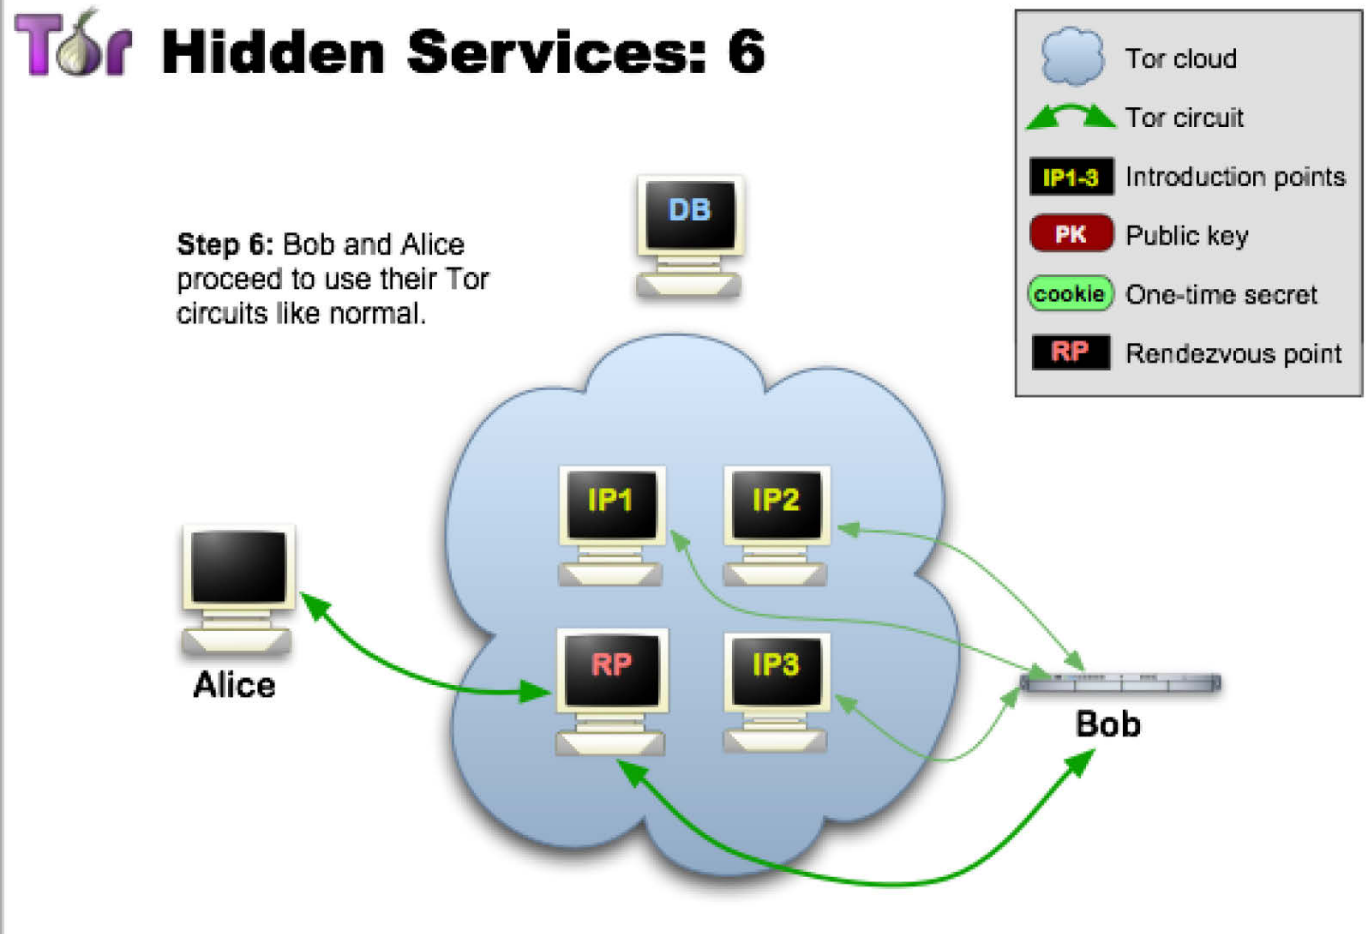 Tor Hidden Services: 6
Tor cloud
Tor circuit
IP1-3 Introduction points
PK Public key
cookie One-time secret
RP Rendezvous point
Step 6: Bob and Alice
proceed to use their Tor
circuits like normal.
DB
IP1
IP2
RP
IP3
Alice
Bob